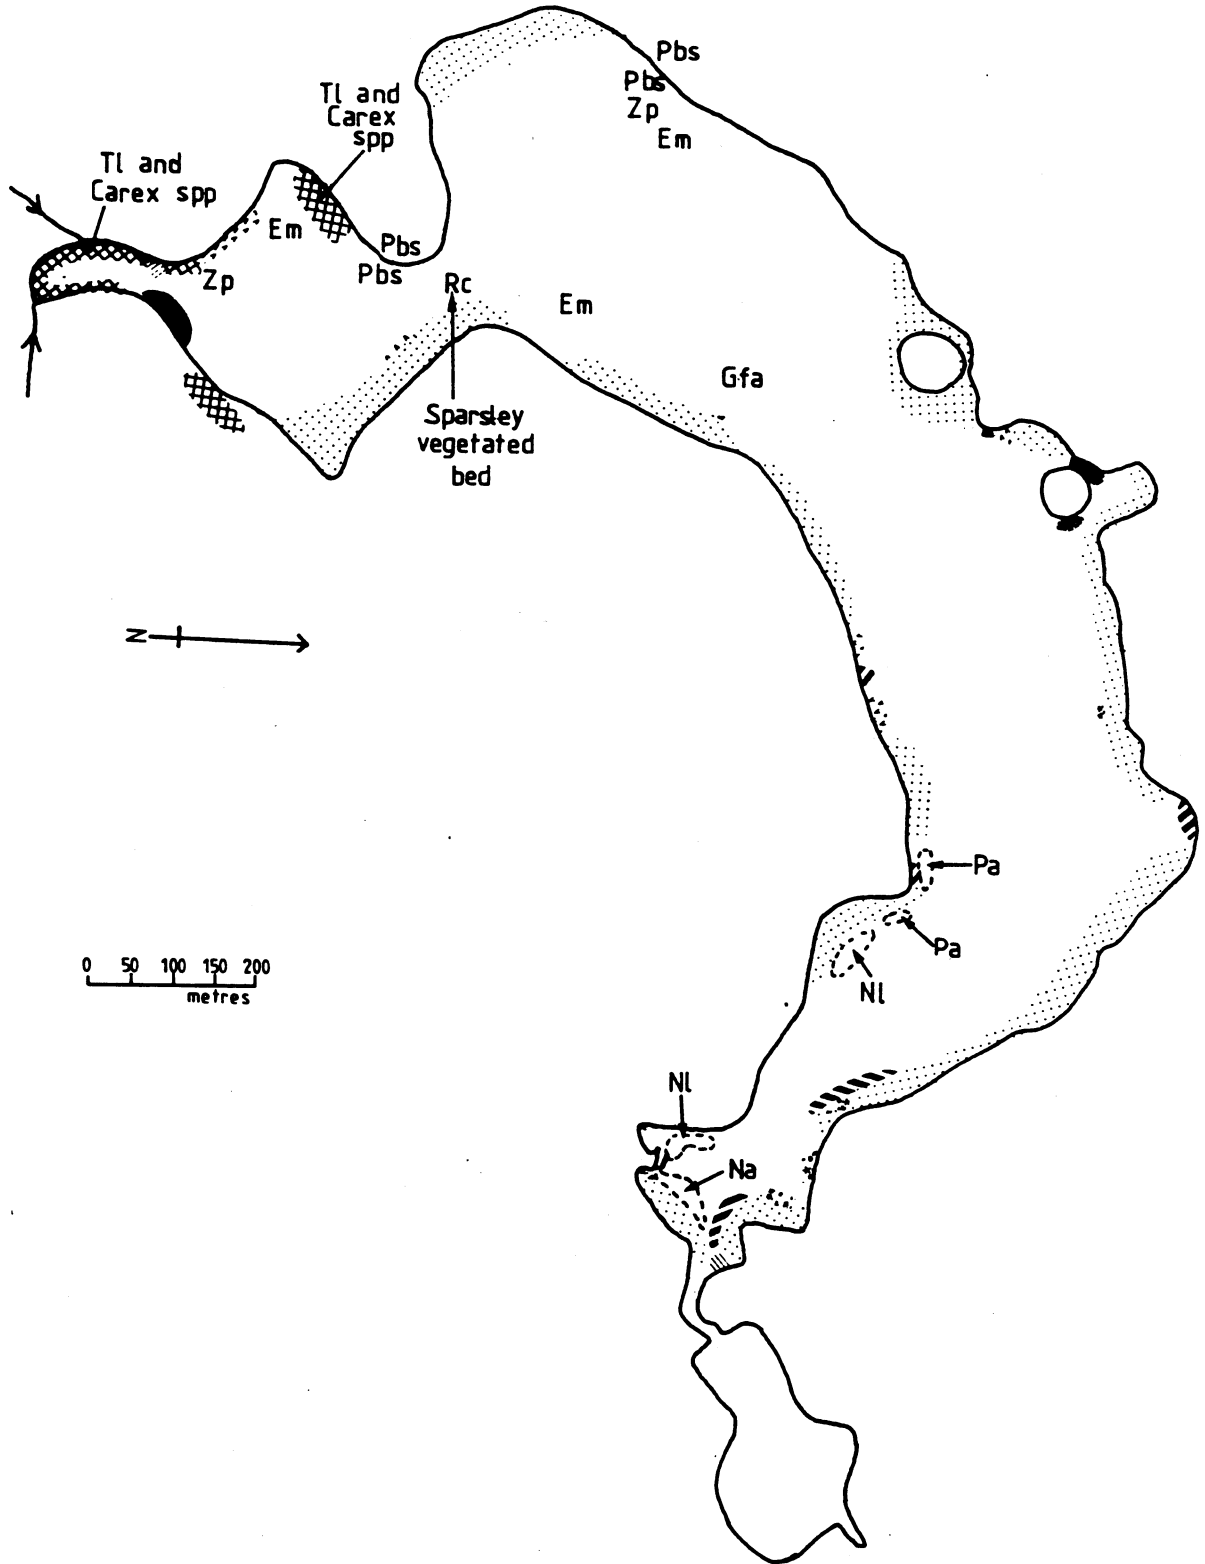 Pbs
Pbs
Zp
Em
Tl and
Carex
spp
Tl and
Carex spp
Em
Pbs
Pbs
Zp
Rc
Em
Gfa
Sparsley
vegetated
bed
N
Pa
Pa
Nl
0 50 100 150 200
metres
Nl
Na